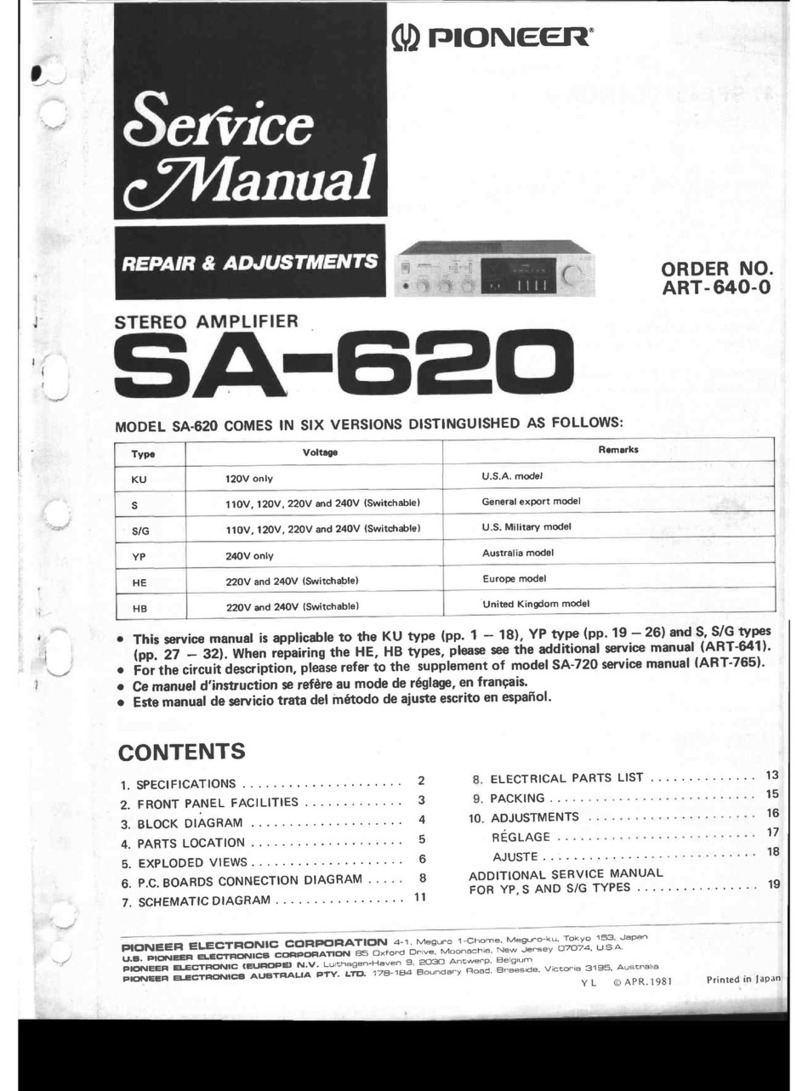 PIONEER®
Service
Manual
REPAIR & ADJUSTMENTS
ORDER NO.
ART-640-0
STEREO AMPLIFIER
SA-620
MODEL SA-620 COMES IN SIX VERSIONS DISTINGUISHED AS FOLLOWS:
Type Voltage Remarks
KU 120V only U.S.A. model
S 110V, 120V, 220V and 240V (Switchable) General export model
S/G 110V, 120V, 220V and 240V (Switchable) U.S. Military model
YP 240V only Australia model
HE 220V and 240V (Switchable) Europe model
HB 220V and 240V (Switchable) United Kingdom model
• This service manual is applicable to the KU type (pp. 1 – 18), YP type (pp. 19 – 26) and S, S/G types
(pp. 27 – 32). When repairing the HE, HB types, please see the additional service manual (ART-641).
• For the circuit description, please refer to the supplement of model SA-720 service manual (ART-765).
• Ce manuel d'instruction se refère au mode de réglage, en français.
• Este manual de servicio trata del método de ajuste escrito en español.
CONTENTS
1. SPECIFICATIONS . . . . . . . . . . . . . . . . . . . . . 2
2. FRONT PANEL FACILITIES . . . . . . . . . . . . . 3
3. BLOCK DIAGRAM . . . . . . . . . . . . . . . . . . . . 4
4. PARTS LOCATION . . . . . . . . . . . . . . . . . . . . 5
5. EXPLODED VIEWS . . . . . . . . . . . . . . . . . . . . 6
6. P.C. BOARDS CONNECTION DIAGRAM . . . . . 8
7. SCHEMATIC DIAGRAM . . . . . . . . . . . . . . . . . 11
8. ELECTRICAL PARTS LIST . . . . . . . . . . . . . . 13
9. PACKING . . . . . . . . . . . . . . . . . . . . . . . . . . . 15
10. ADJUSTMENTS . . . . . . . . . . . . . . . . . . . . . . 16
RÉGLAGE . . . . . . . . . . . . . . . . . . . . . . . . . . 17
AJUSTE . . . . . . . . . . . . . . . . . . . . . . . . . . . . 18
ADDITIONAL SERVICE MANUAL
FOR YP, S AND S/G TYPES . . . . . . . . . . . . . . . . 19
PIONEER ELECTRONIC CORPORATION 4-1, Meguro 1-Chome, Meguro-ku, Tokyo 153, Japan
U.S. PIONEER ELECTRONICS CORPORATION 85 Oxford Drive, Moonachie, New Jersey 07074, U.S.A.
PIONEER ELECTRONIC (EUROPE) N.V. Luithagen-Haven 9, 2030 Antwerp, Belgium
PIONEER ELECTRONICS AUSTRALIA PTY. LTD. 178-184 Boundary Road, Braeside, Victoria 3195, Australia
YL © APR. 1981 Printed in Japan